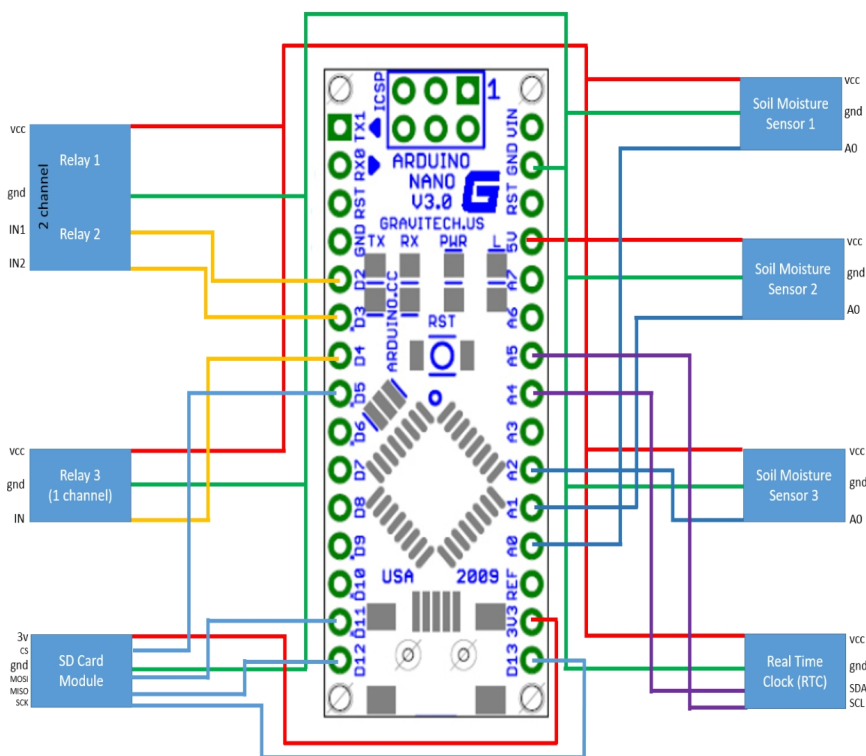 vcc
gnd
IN1
IN2
2 channel
Relay 1
Relay 2
vcc
gnd
IN
Relay 3
(1 channel)
3v
CS
gnd
MOSI
MISO
SCK
SD Card
Module
ICSP
1
TX1
RX0
RST
GND
D2
D3
D4
D5
D6
D7
D8
D9
D10
D11
D12
ARDUINO
NANO
V3.0
G
GRAVITECH.US
TX RX PWR L
ARDUINO.CC
RST
USA 2009
VIN
GND
RST
5V
A7
A6
A5
A4
A3
A2
A1
A0
REF
3V3
D13
Soil Moisture
Sensor 1
vcc
gnd
A0
Soil Moisture
Sensor 2
vcc
gnd
A0
Soil Moisture
Sensor 3
vcc
gnd
A0
Real Time
Clock (RTC)
vcc
gnd
SDA
SCL